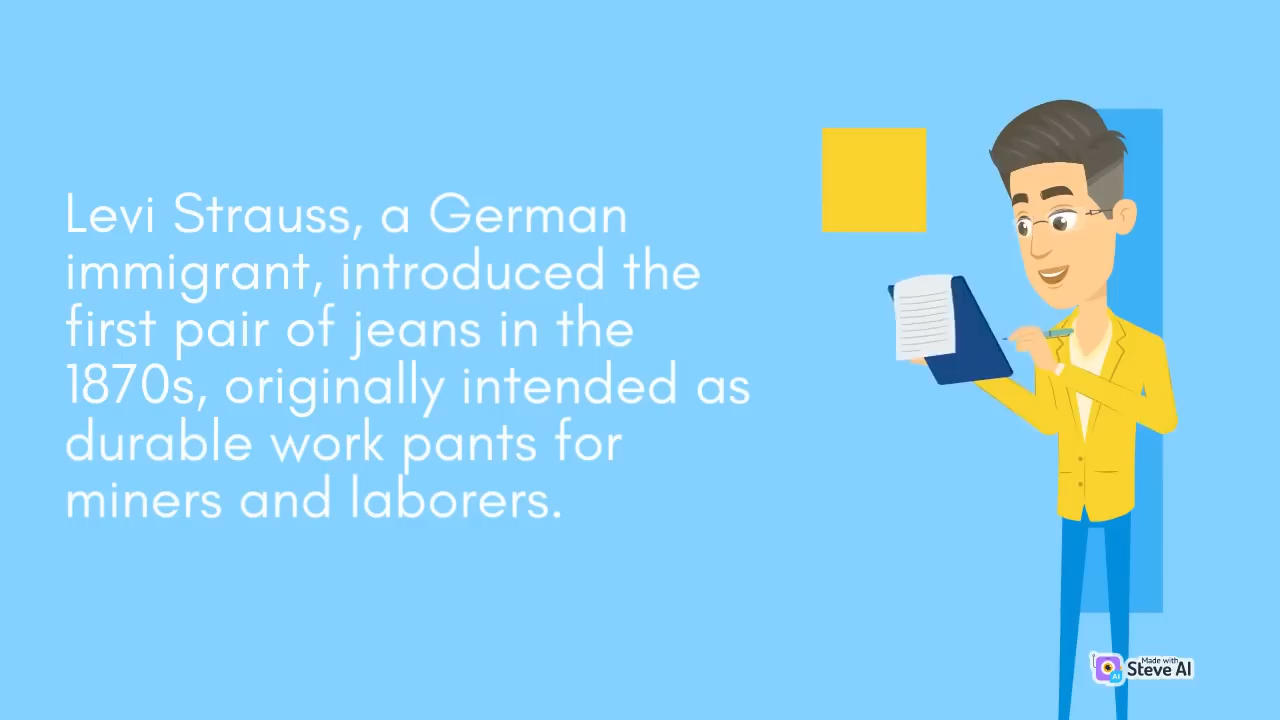 Levi Strauss, a German
immigrant, introduced the
first pair of jeans in the
1870s, originally intended as
durable work pants for
miners and laborers.
Made with
Steve AI
AI